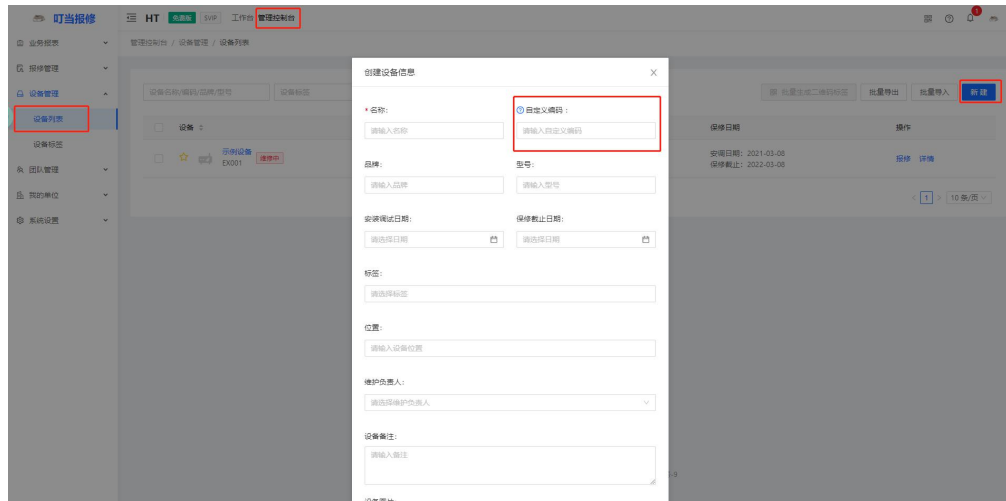 叮当报修
HT 免费版 SVIP 工作台 管理控制台
1
业务报表
管理控制台 / 设备管理 / 设备列表
报修管理
设备管理
设备列表
设备标签
团队管理
我的单位
系统设置
设备名称/编码/品牌/型号 设备标签 批量生成二维码标签 批量导出 批量导入 新建
设备 保修日期 操作
示例设备 维修中
EX001
安调日期: 2021-03-08
保修截止: 2022-03-08
报修 详情
< 1 > 10 条/页
创建设备信息
* 名称: 自定义编码 :
请输入名称 请输入自定义编码
品牌: 型号:
请输入品牌 请输入型号
安装调试日期: 保修截止日期:
请选择日期 请选择日期
标签:
请选择标签
位置:
请输入设备位置
维护负责人:
请选择维护负责人
设备备注:
请输入备注